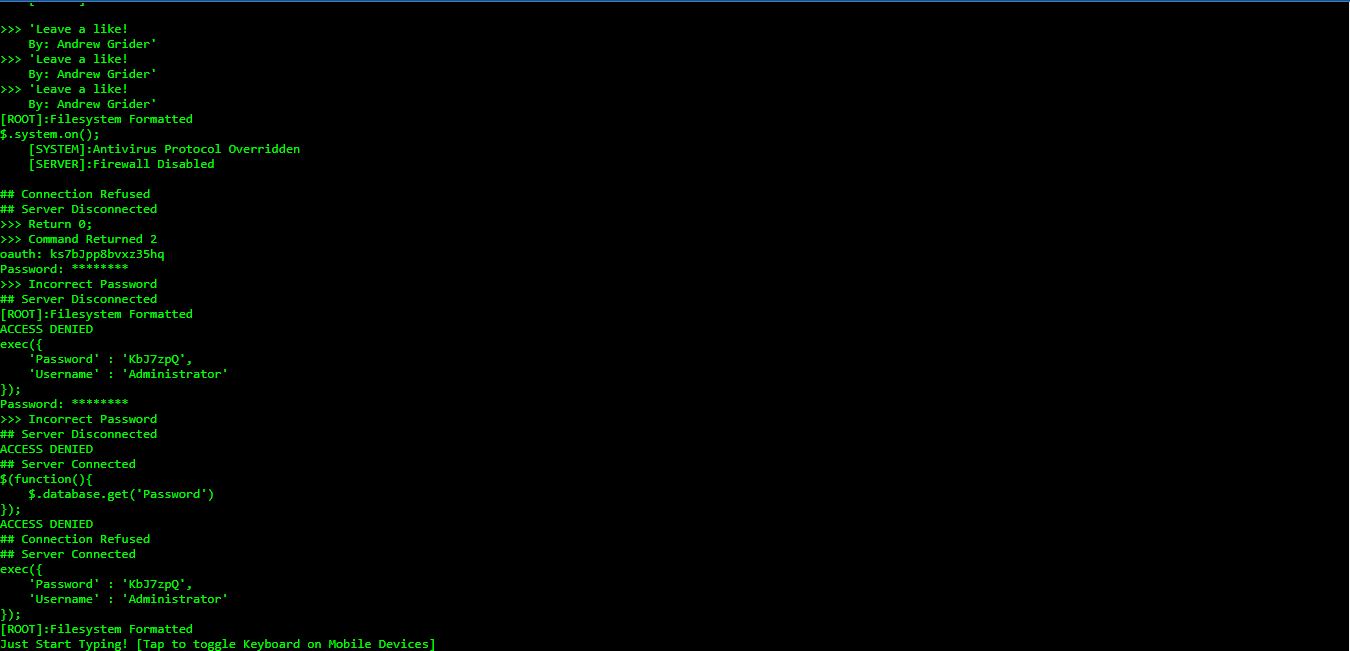 >>> 'Leave a like!
    By: Andrew Grider'
>>> 'Leave a like!
    By: Andrew Grider'
>>> 'Leave a like!
    By: Andrew Grider'
[ROOT]:Filesystem Formatted
$.system.on();
    [SYSTEM]:Antivirus Protocol Overridden
    [SERVER]:Firewall Disabled

## Connection Refused
## Server Disconnected
>>> Return 0;
>>> Command Returned 2
oauth: ks7bJpp8bvxz35hq
Password: ********
>>> Incorrect Password
## Server Disconnected
[ROOT]:Filesystem Formatted
ACCESS DENIED
exec({
    'Password' : 'KbJ7zpQ',
    'Username' : 'Administrator'
});
Password: ********
>>> Incorrect Password
## Server Disconnected
ACCESS DENIED
## Server Connected
$(function(){
    $.database.get('Password')
});
ACCESS DENIED
## Connection Refused
## Server Connected
exec({
    'Password' : 'KbJ7zpQ',
    'Username' : 'Administrator'
});
[ROOT]:Filesystem Formatted
Just Start Typing! [Tap to toggle Keyboard on Mobile Devices]